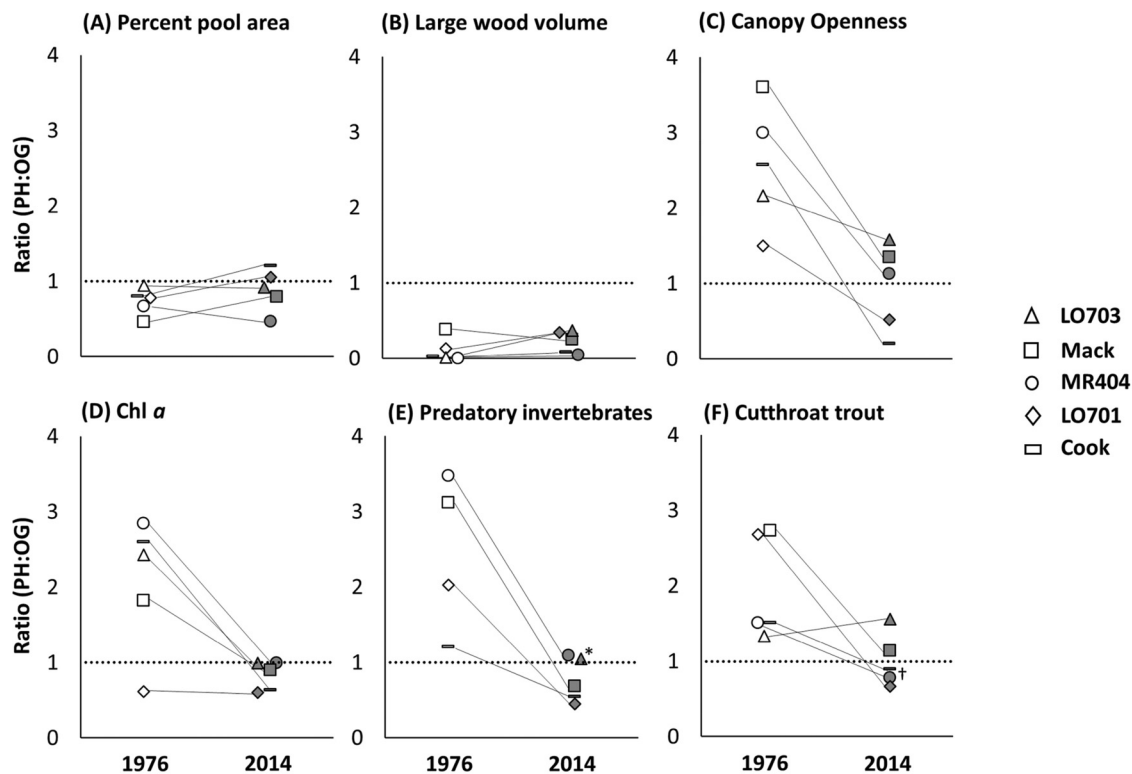 (A) Percent pool area
(B) Large wood volume
(C) Canopy Openness
4
3
2
1
0
Ratio (PH:OG)
4
3
2
1
0
4
3
2
1
0
LO703
Mack
MR404
LO701
Cook
(D) Chl a
(E) Predatory invertebrates
(F) Cutthroat trout
4
3
2
1
0
Ratio (PH:OG)
4
3
2
1
0
*
4
3
2
1
0
†
1976 2014
1976 2014
1976 2014